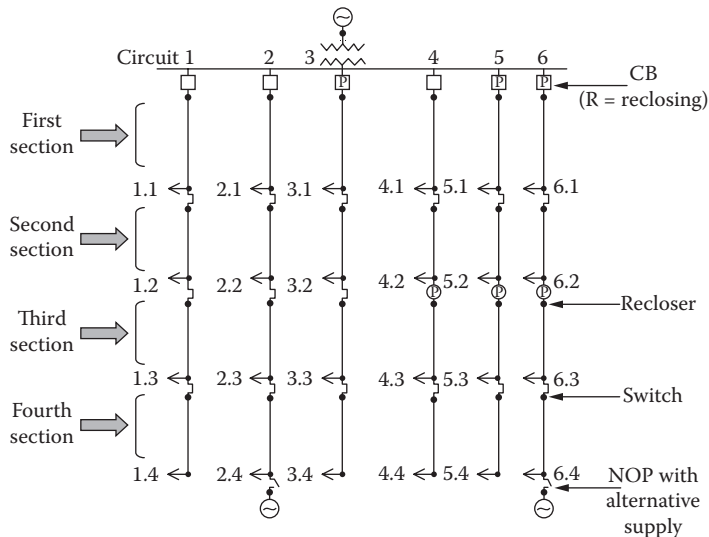 Circuit 1 2 3 4 5 6
P P P
CB
(R = reclosing)
First
section
1.1 2.1 3.1 4.1 5.1 6.1
Second
section
1.2 2.2 3.2 4.2 5.2 6.2
P P P
Recloser
Third
section
1.3 2.3 3.3 4.3 5.3 6.3
Switch
Fourth
section
1.4 2.4 3.4 4.4 5.4 6.4
NOP with
alternative
supply